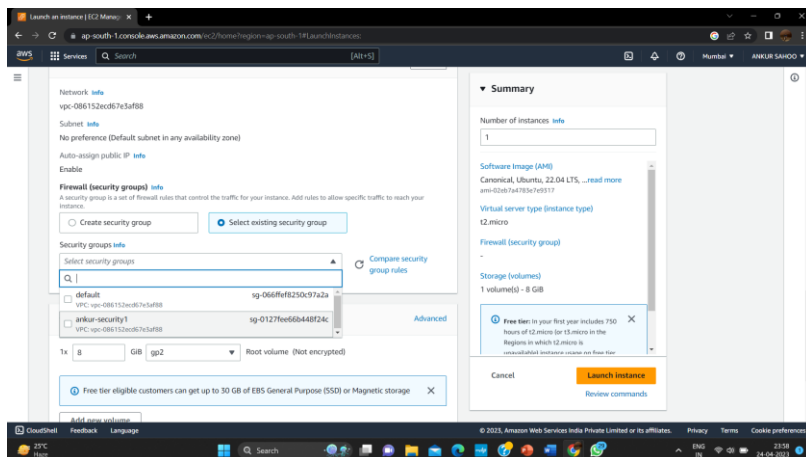 Launch an instance | EC2 Manag
ap-south-1.console.aws.amazon.com/ec2/home?region=ap-south-1#LaunchInstances:
aws Services Search [Alt+S] Mumbai ANKUR SAHOO
Network Info
vpc-086152ecd67e3af88
Subnet Info
No preference (Default subnet in any availability zone)
Auto-assign public IP Info
Enable
Firewall (security groups) Info
A security group is a set of firewall rules that control the traffic for your instance. Add rules to allow specific traffic to reach your
instance.
Create security group Select existing security group
Security groups Info
Select security groups
Compare security
group rules
default sg-066ffef8250c97a2a
VPC: vpc-086152ecd67e3af88
ankur-security1 sg-0127fee66b448f24c
VPC: vpc-086152ecd67e3af88
Advanced
1x 8 GiB gp2 Root volume (Not encrypted)
Free tier eligible customers can get up to 30 GB of EBS General Purpose (SSD) or Magnetic storage
Add new volume
Summary
Number of instances Info
1
Software Image (AMI)
Canonical, Ubuntu, 22.04 LTS, ...read more
ami-02eb7a4783e7e9317
Virtual server type (instance type)
t2.micro
Firewall (security group)
-
Storage (volumes)
1 volume(s) - 8 GiB
Free tier: In your first year includes 750
hours of t2.micro (or t3.micro in the
Regions in which t2.micro is
unavailable) instance usage on free tier
Cancel Launch instance
Review commands
CloudShell Feedback Language © 2023, Amazon Web Services India Private Limited or its affiliates. Privacy Terms Cookie preferences
25°C
Haze
Search
ENG
IN
23:58
24-04-2023